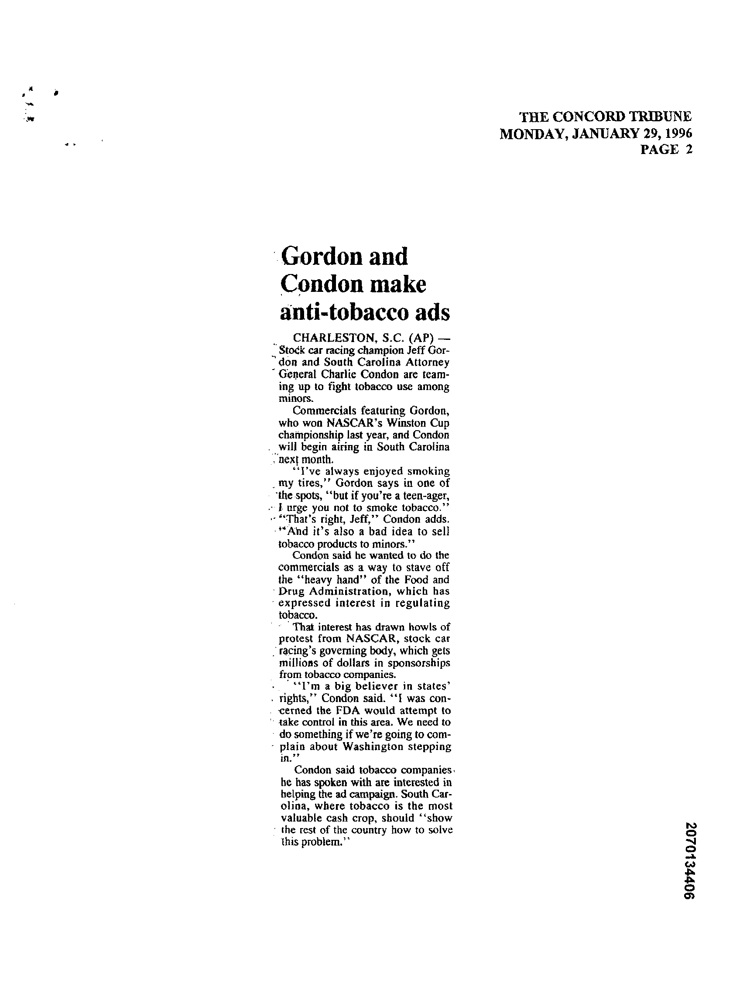 THE CONCORD TRIBUNE
MONDAY, JANUARY 29, 1996
PAGE 2
Gordon and
Condon make
anti-tobacco ads
CHARLESTON, S.C. (AP) —
Stock car racing champion Jeff Gor-
don and South Carolina Attorney
General Charlie Condon are team-
ing up to fight tobacco use among
minors.
Commercials featuring Gordon,
who won NASCAR's Winston Cup
championship last year, and Condon
will begin airing in South Carolina
next month.
"I've always enjoyed smoking
my tires," Gordon says in one of
the spots, "but if you're a teen-ager,
I urge you not to smoke tobacco."
"That's right, Jeff," Condon adds.
"And it's also a bad idea to sell
tobacco products to minors."
Condon said he wanted to do the
commercials as a way to stave off
the "heavy hand" of the Food and
Drug Administration, which has
expressed interest in regulating
tobacco.
That interest has drawn howls of
protest from NASCAR, stock car
racing's governing body, which gets
millions of dollars in sponsorships
from tobacco companies.
"I'm a big believer in states'
rights," Condon said. "I was con-
cerned the FDA would attempt to
take control in this area. We need to
do something if we're going to com-
plain about Washington stepping
in."
Condon said tobacco companies
he has spoken with are interested in
helping the ad campaign. South Car-
olina, where tobacco is the most
valuable cash crop, should "show
the rest of the country how to solve
this problem."
2070134406